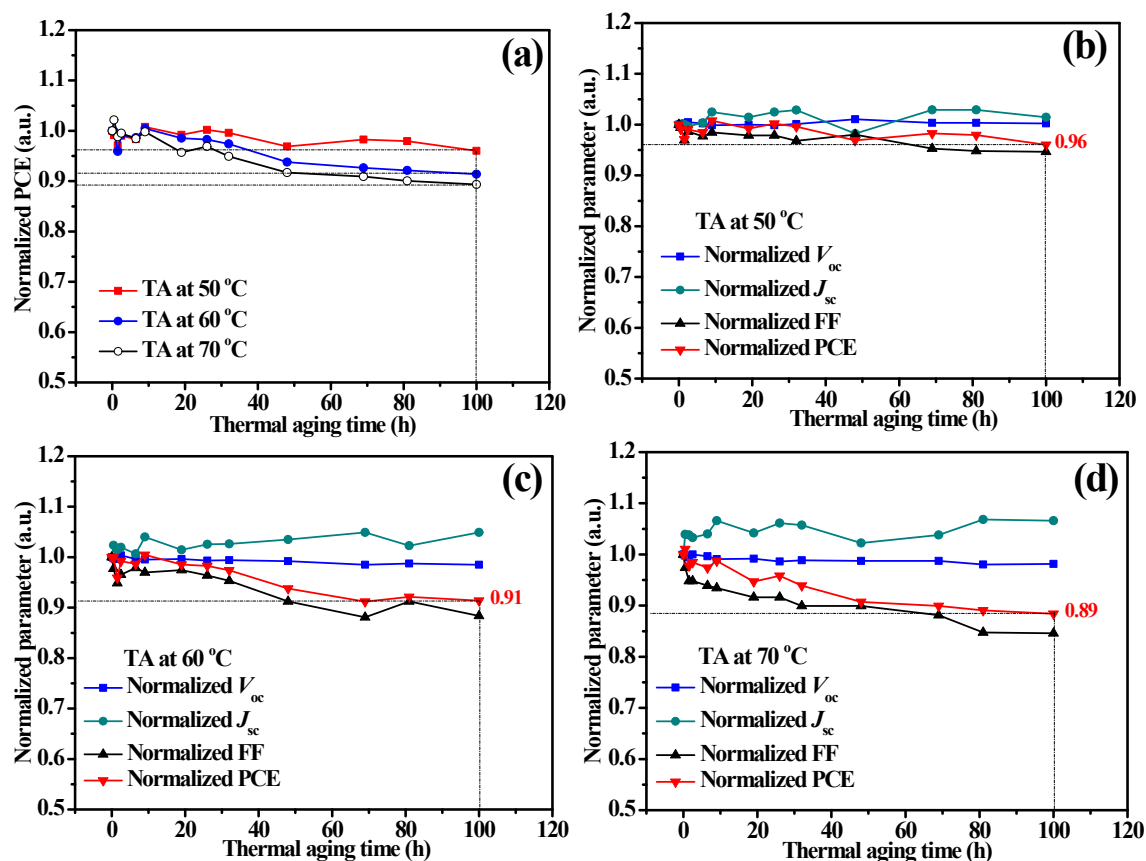 (a)
1.2
1.1
1.0
0.9
0.8
0.7
0.6
0.5
Normalized PCE (a.u.)
TA at 50 °C
TA at 60 °C
TA at 70 °C
0 20 40 60 80 100 120
Thermal aging time (h)
(b)
1.2
1.1
1.0
0.9
0.8
0.7
0.6
0.5
Normalized parameter (a.u.)
0.96
TA at 50 °C
Normalized Voc
Normalized Jsc
Normalized FF
Normalized PCE
0 20 40 60 80 100 120
Thermal aging time (h)
(c)
1.2
1.1
1.0
0.9
0.8
0.7
0.6
0.5
Normalized parameter (a.u.)
0.91
TA at 60 °C
Normalized Voc
Normalized Jsc
Normalized FF
Normalized PCE
0 20 40 60 80 100 120
Thermal aging time (h)
(d)
1.2
1.1
1.0
0.9
0.8
0.7
0.6
0.5
Normalized parameter (a.u.)
0.89
TA at 70 °C
Normalized Voc
Normalized Jsc
Normalized FF
Normalized PCE
0 20 40 60 80 100 120
Thermal aging time (h)